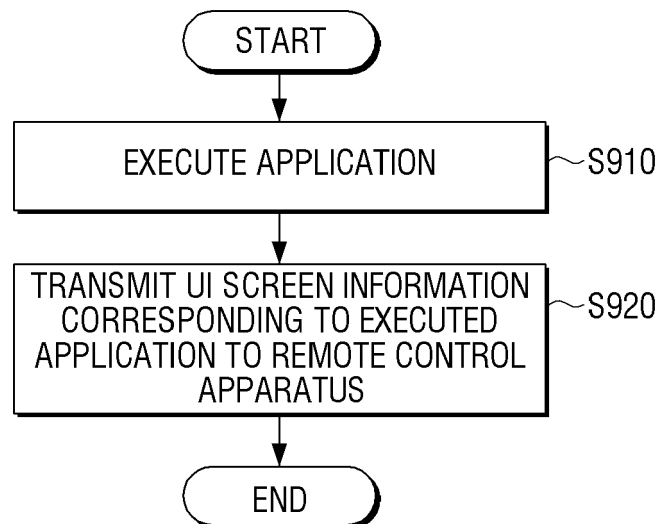 START
EXECUTE APPLICATION
S910
TRANSMIT UI SCREEN INFORMATION
CORRESPONDING TO EXECUTED
APPLICATION TO REMOTE CONTROL
APPARATUS
S920
END